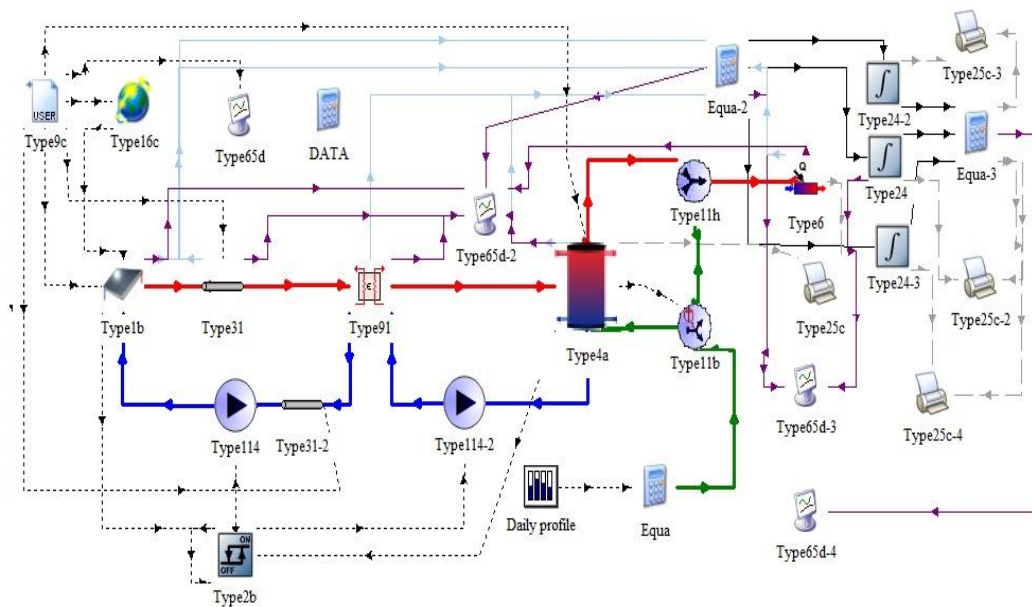 Type25c-3
Equa-2
USER
Type9c
Type16c
Type65d
DATA
Type24-2
Equa-3
Type24
Q
Type11h
Type6
Type65d-2
Type24-3
Type1b
Type31
ε
Type91
Type4a
Type11b
Type25c
Type25c-2
Type114
Type31-2
Type114-2
Type65d-3
Type25c-4
Daily profile
Equa
Type65d-4
ON
OFF
Type2b